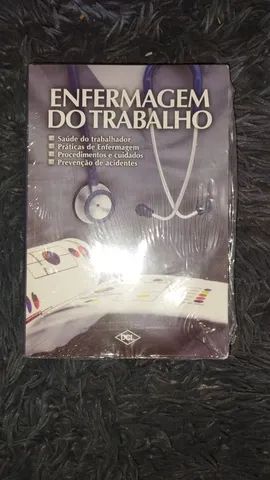 ENFERMAGEM
DO TRABALHO
Saúde do trabalhador
Práticas de Enfermagem
Procedimentos e cuidados
Prevenção de acidentes
DCL